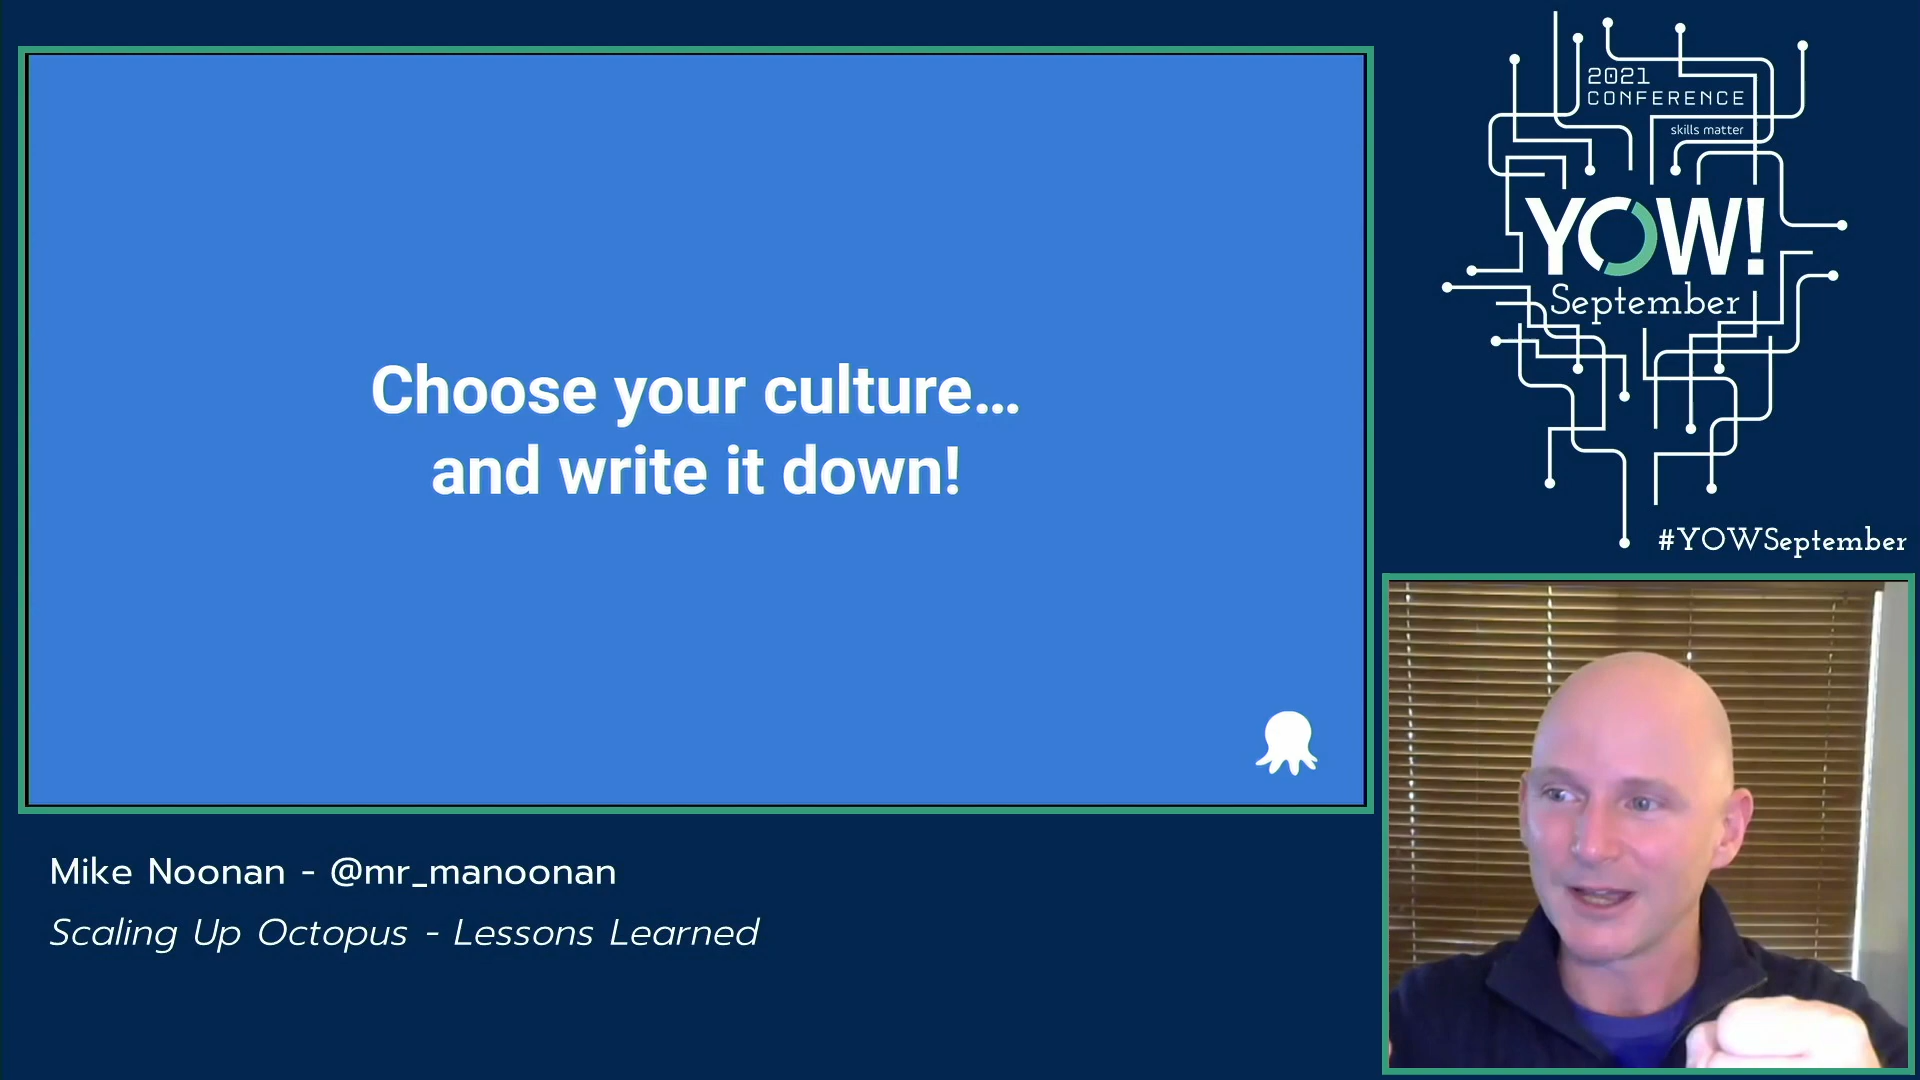 Choose your culture…
and write it down!
2021
CONFERENCE
skills matter
YOW!
September
#YOWSeptember
Mike Noonan - @mr_manoonan
Scaling Up Octopus - Lessons Learned